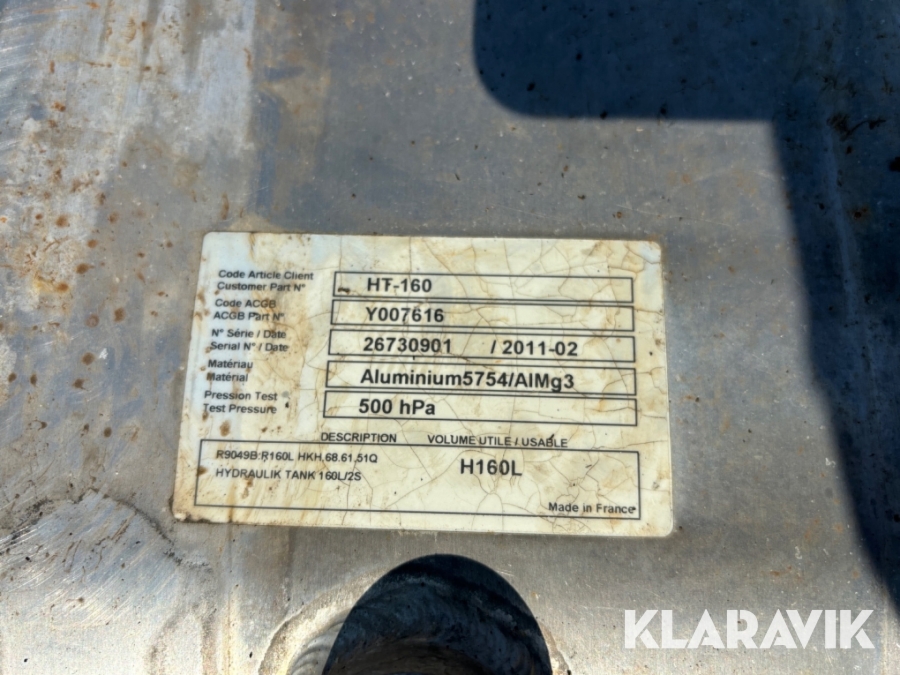 Code Article Client
Customer Part N°
HT-160
Code ACGB
ACGB Part N°
Y007616
N° Série / Date
Serial N° / Date
26730901 / 2011-02
Matériau
Matérial
Aluminium5754/AlMg3
Pression Test
Test Pressure
500 hPa
DESCRIPTION VOLUME UTILE / USABLE
R9049B:R160L HKH.68.61.51Q
H160L
HYDRAULIK TANK 160L/2S
Made in France
KLARAVIK